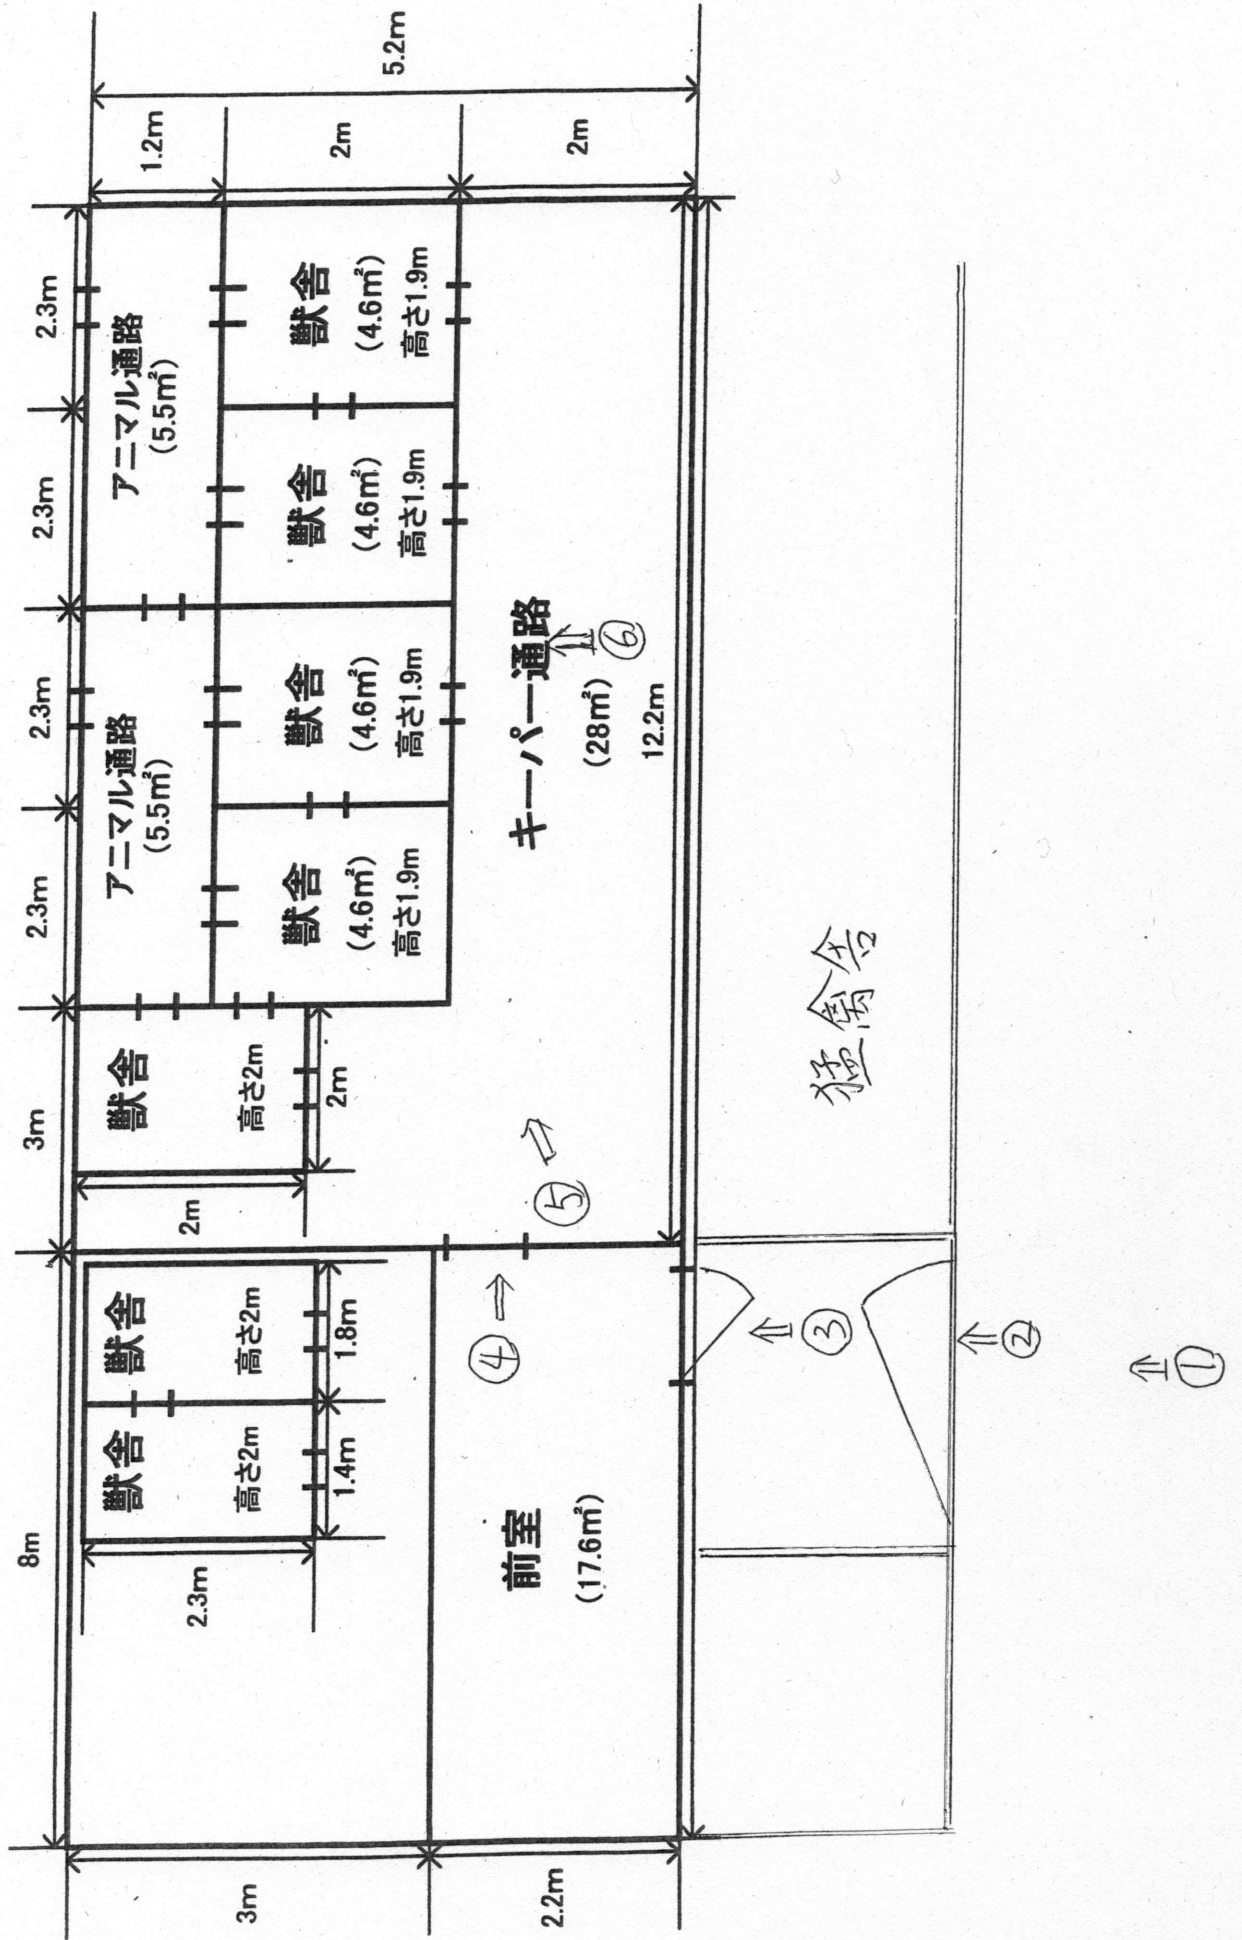 8m
3m
2.3m
2.3m
2.3m
2.3m
3m
2.3m
獣舎
高さ2m
1.4m
獣舎
高さ2m
1.8m
2m
獣舎
高さ2m
2m
アニマル通路
(5.5㎡)
アニマル通路
(5.5㎡)
1.2m
獣舎
(4.6㎡)
高さ1.9m
獣舎
(4.6㎡)
高さ1.9m
獣舎
(4.6㎡)
高さ1.9m
獣舎
(4.6㎡)
高さ1.9m
2m
5.2m
2.2m
前室
(17.6㎡)
④
⑤
キーパー通路
(28㎡)
⑥
12.2m
2m
③
猛禽舎
②
①